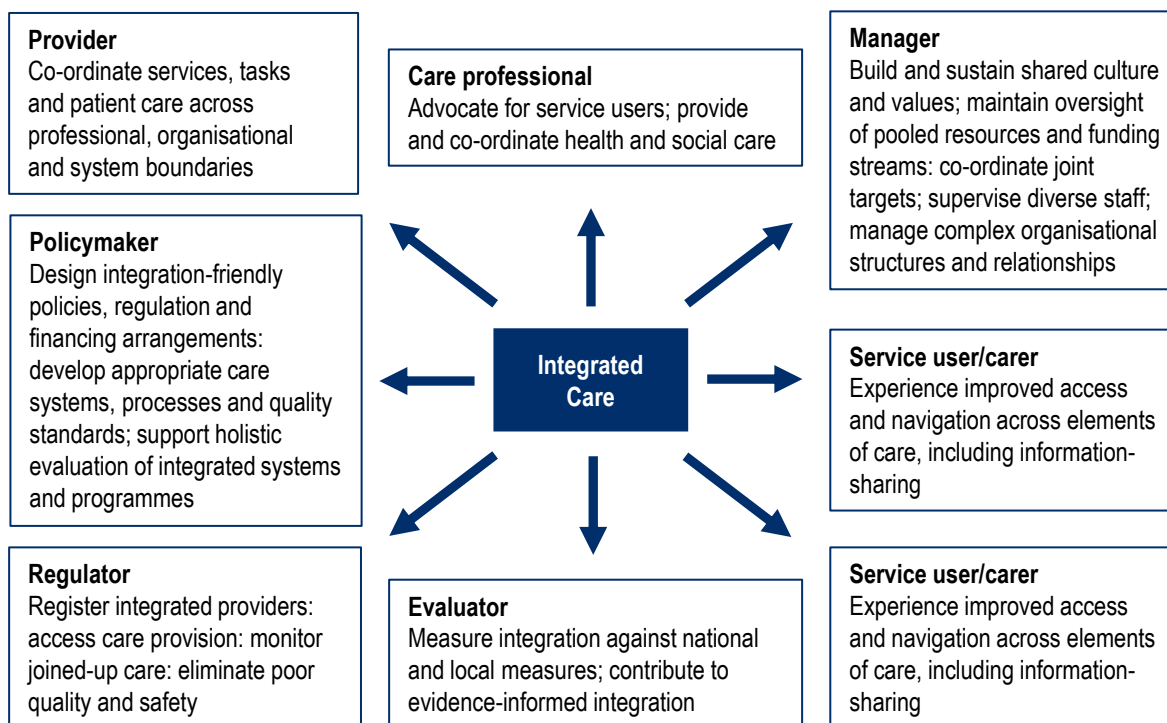 Provider
Co-ordinate services, tasks
and patient care across
professional, organisational
and system boundaries
Care professional
Advocate for service users; provide
and co-ordinate health and social care
Manager
Build and sustain shared culture
and values; maintain oversight
of pooled resources and funding
streams: co-ordinate joint
targets; supervise diverse staff;
manage complex organisational
structures and relationships
Policymaker
Design integration-friendly
policies, regulation and
financing arrangements:
develop appropriate care
systems, processes and quality
standards; support holistic
evaluation of integrated systems
and programmes
Integrated
Care
Service user/carer
Experience improved access
and navigation across elements
of care, including information-
sharing
Regulator
Register integrated providers:
access care provision: monitor
joined-up care: eliminate poor
quality and safety
Evaluator
Measure integration against national
and local measures; contribute to
evidence-informed integration
Service user/carer
Experience improved access
and navigation across elements
of care, including information-
sharing